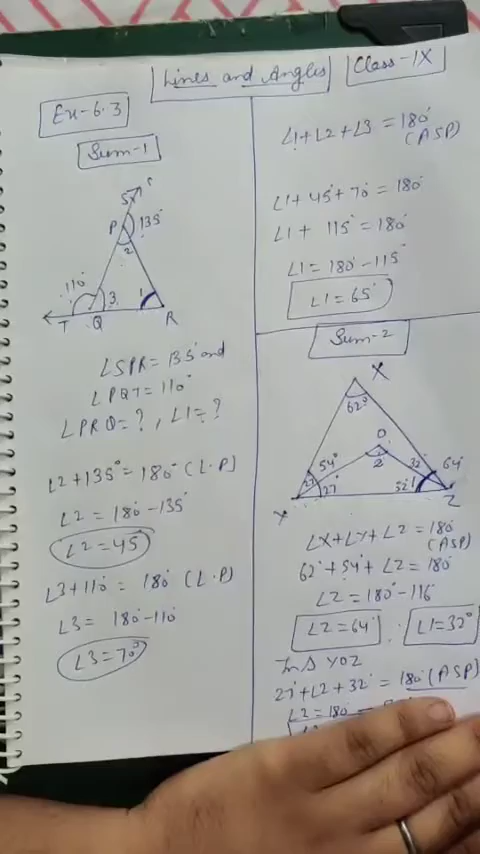 Lines and Angles
Class-IX
Ex-6.3
Sum-1
S
P
135°
2
110°
3
1
T
Q
R
∠SPR = 135° and
∠PQT = 110°
∠PRQ = ?, ∠1 = ?
∠2+135° = 180° (L.P)
∠2 = 180°-135°
∠2 = 45°
∠3+110° = 180° (L.P)
∠3 = 180°-110°
∠3 = 70°
∠1+∠2+∠3 = 180°
(ASP)
∠1+45°+70° = 180°
∠1+ 115° = 180°
∠1 = 180°-115°
∠1 = 65°
Sum-2
X
62°
O
2
54°
27°
27°
32°
64°
32°
1
Y
Z
∠X+∠Y+∠Z = 180°
(ASP)
62°+54°+∠Z = 180°
∠Z = 180°-116°
∠Z = 64°
∠1 = 32°
In Δ YOZ
27°+∠2+32° = 180° (ASP)
∠2 = 180° -